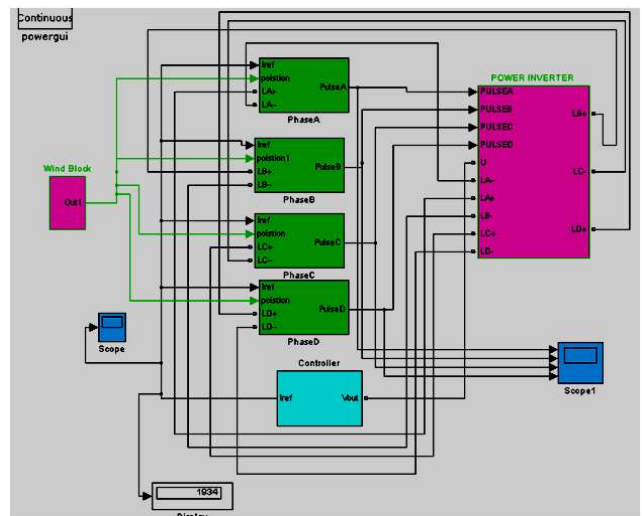 Continuous
powergui
Iref
poistion
LA+
LA-
PulseA
PhaseA
Iref
poistion1
LB+
LB-
PulseB
PhaseB
Iref
poistion
LC+
LC-
PulseC
PhaseC
Iref
poistion
LD+
LD-
PulseD
PhaseD
POWER INVERTER
PULSEA
PULSEB
PULSEC
PULSED
U
LA-
LA+
LB-
LC+
LD-
LB+
LC-
LD+
Wind Block
Out1
Scope
Controller
Iref
Vout
Scope1
1934
Display